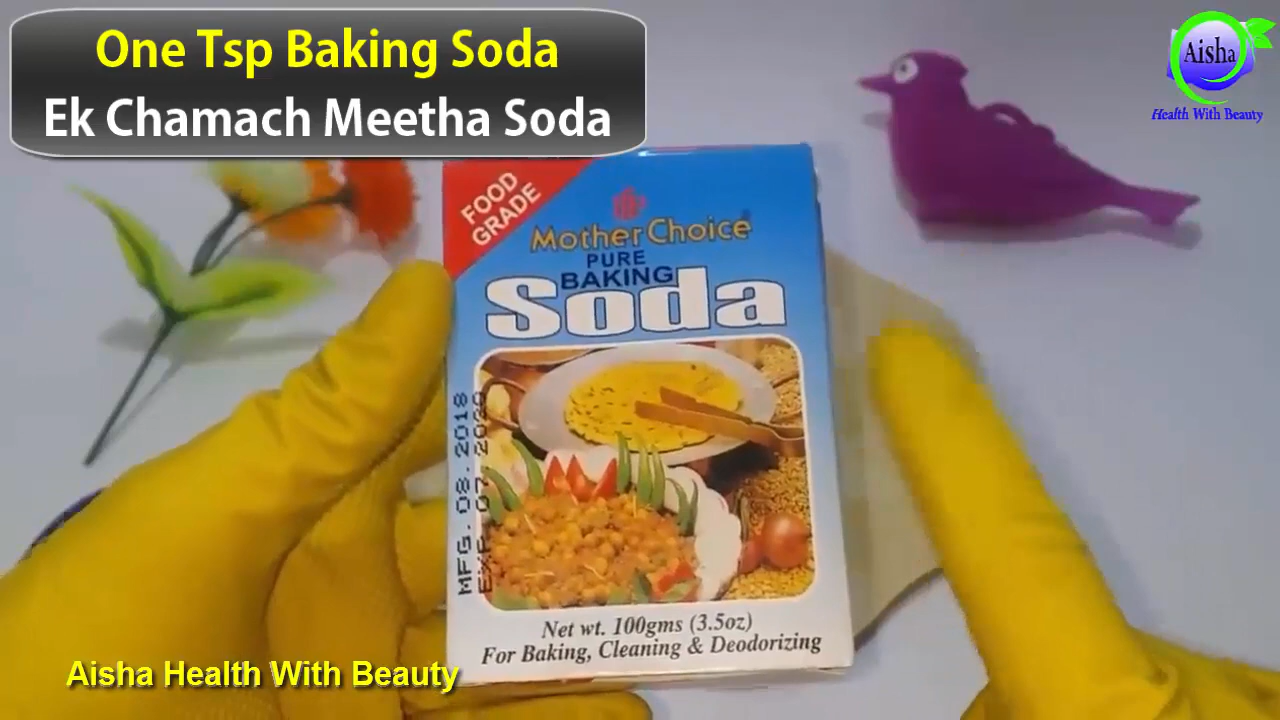 One Tsp Baking Soda
Ek Chamach Meetha Soda
Aisha
Health With Beauty
FOOD
GRADE
Mother Choice
PURE
BAKING
Soda
MFG. 08. 2018
EXP. 07. 2020
Net wt. 100gms (3.5oz)
For Baking, Cleaning & Deodorizing
Aisha Health With Beauty